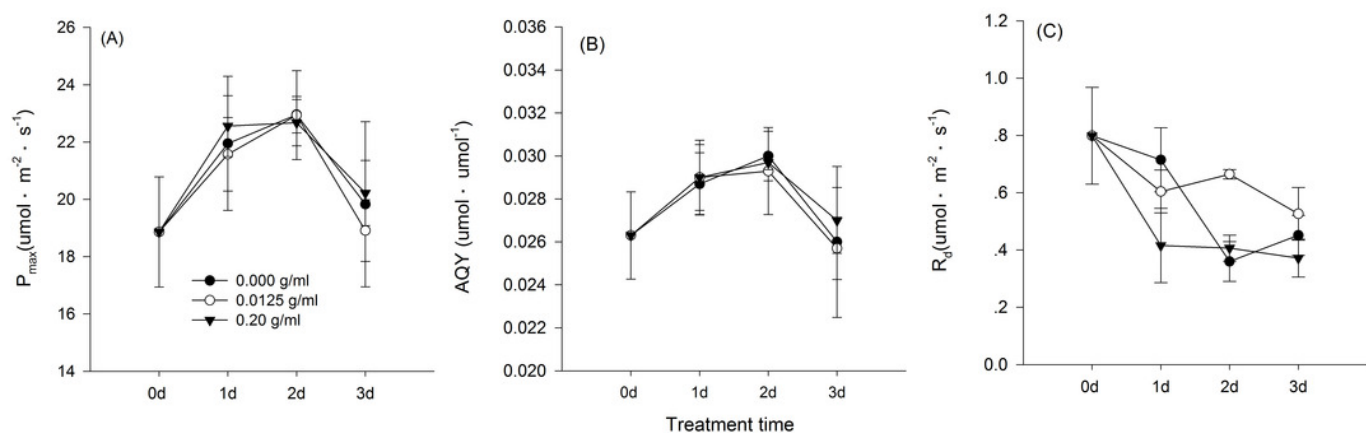 (A)
P_max(umol · m⁻² · s⁻¹)
26
24
22
20
18
16
14
0.000 g/ml
0.0125 g/ml
0.20 g/ml
0d 1d 2d 3d
(B)
AQY (umol · umol⁻¹)
0.036
0.034
0.032
0.030
0.028
0.026
0.024
0.022
0.020
0d 1d 2d 3d
Treatment time
(C)
R_d(umol · m⁻² · s⁻¹)
1.2
1.0
.8
.6
.4
.2
0.0
0d 1d 2d 3d